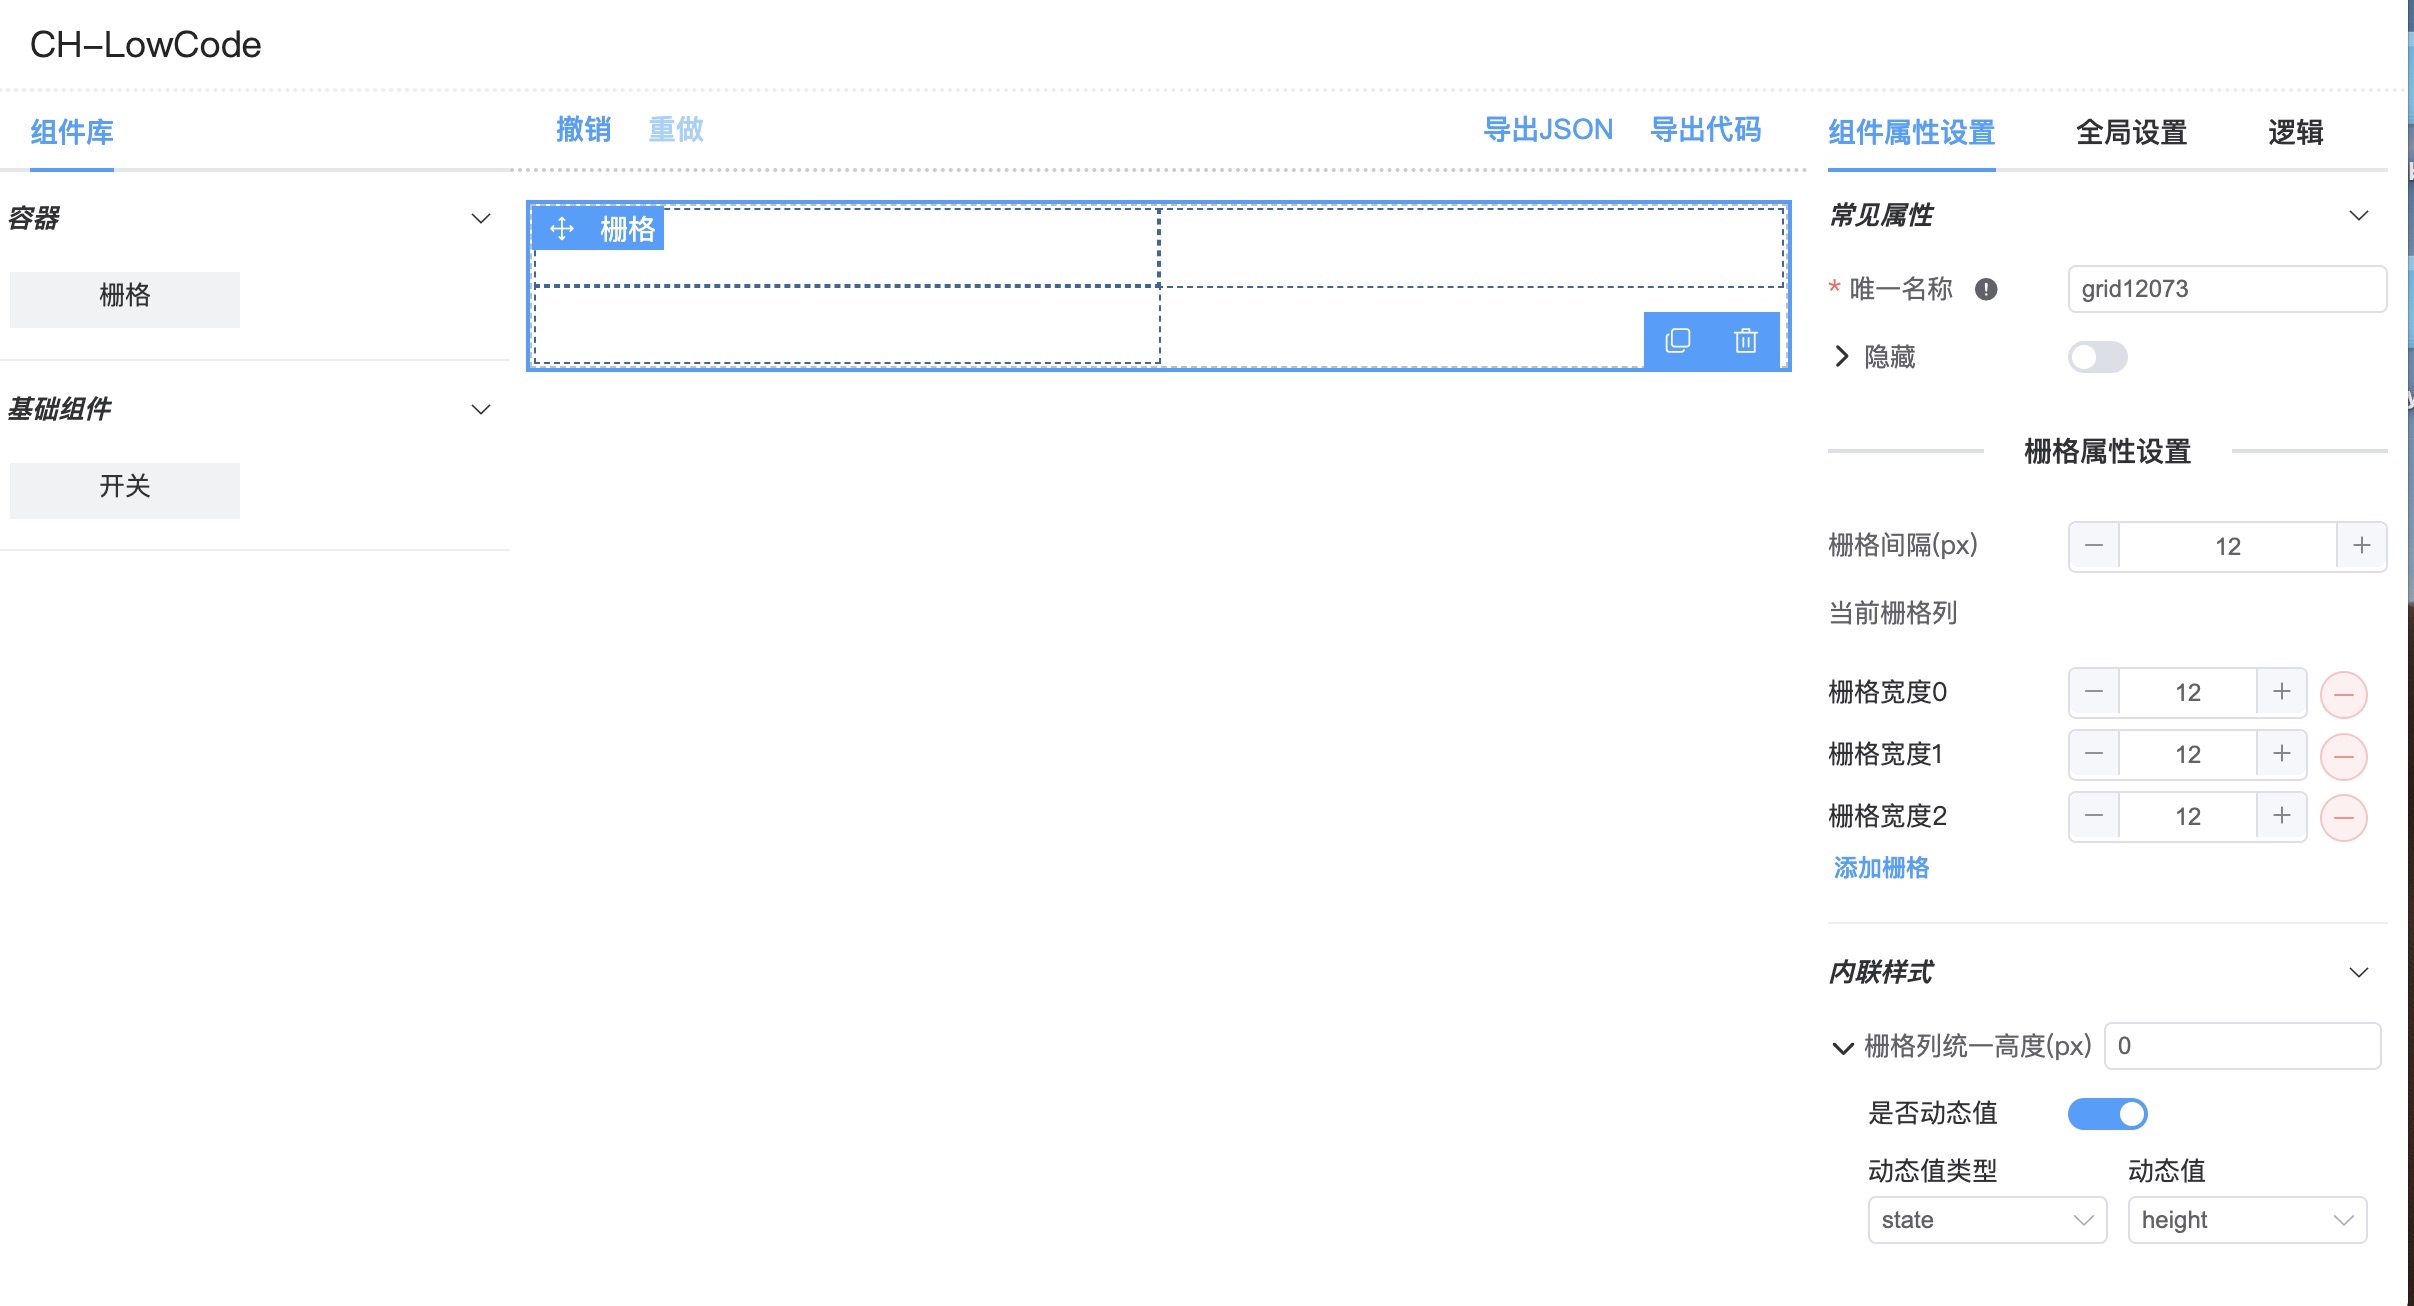 CH-LowCode
组件库
容器
栅格
基础组件
开关
撤销 重做 导出JSON 导出代码
栅格
组件属性设置 全局设置 逻辑
常见属性
* 唯一名称 grid12073
隐藏
栅格属性设置
栅格间隔(px) 12
当前栅格列
栅格宽度0 12
栅格宽度1 12
栅格宽度2 12
添加栅格
内联样式
栅格列统一高度(px) 0
是否动态值
动态值类型 动态值
state height